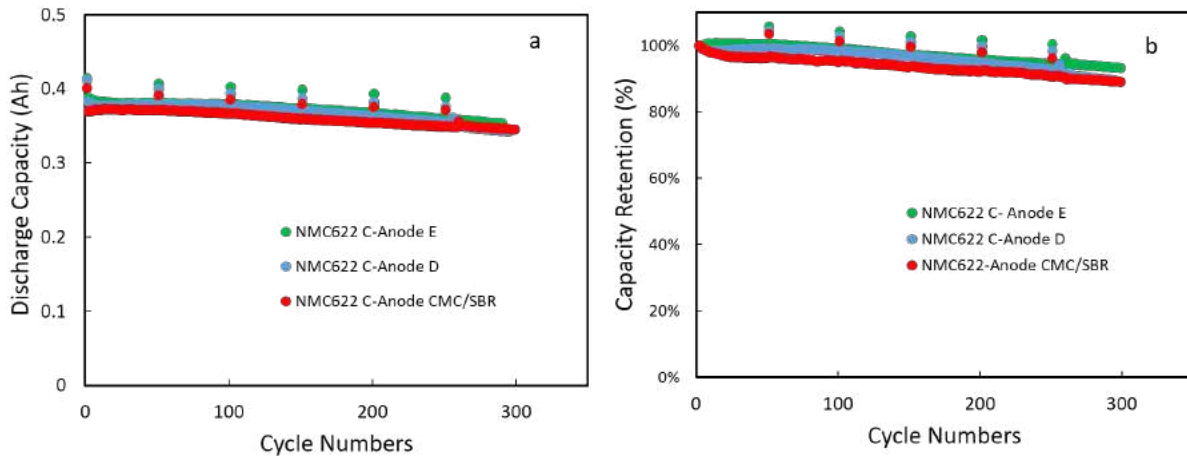 a
Discharge Capacity (Ah)
0.5
0.4
0.3
0.2
0.1
0
NMC622 C-Anode E
NMC622 C-Anode D
NMC622 C-Anode CMC/SBR
0
100
200
300
Cycle Numbers
b
Capacity Retention (%)
100%
80%
60%
40%
20%
0%
NMC622 C- Anode E
NMC622 C-Anode D
NMC622-Anode CMC/SBR
0
100
200
300
Cycle Numbers